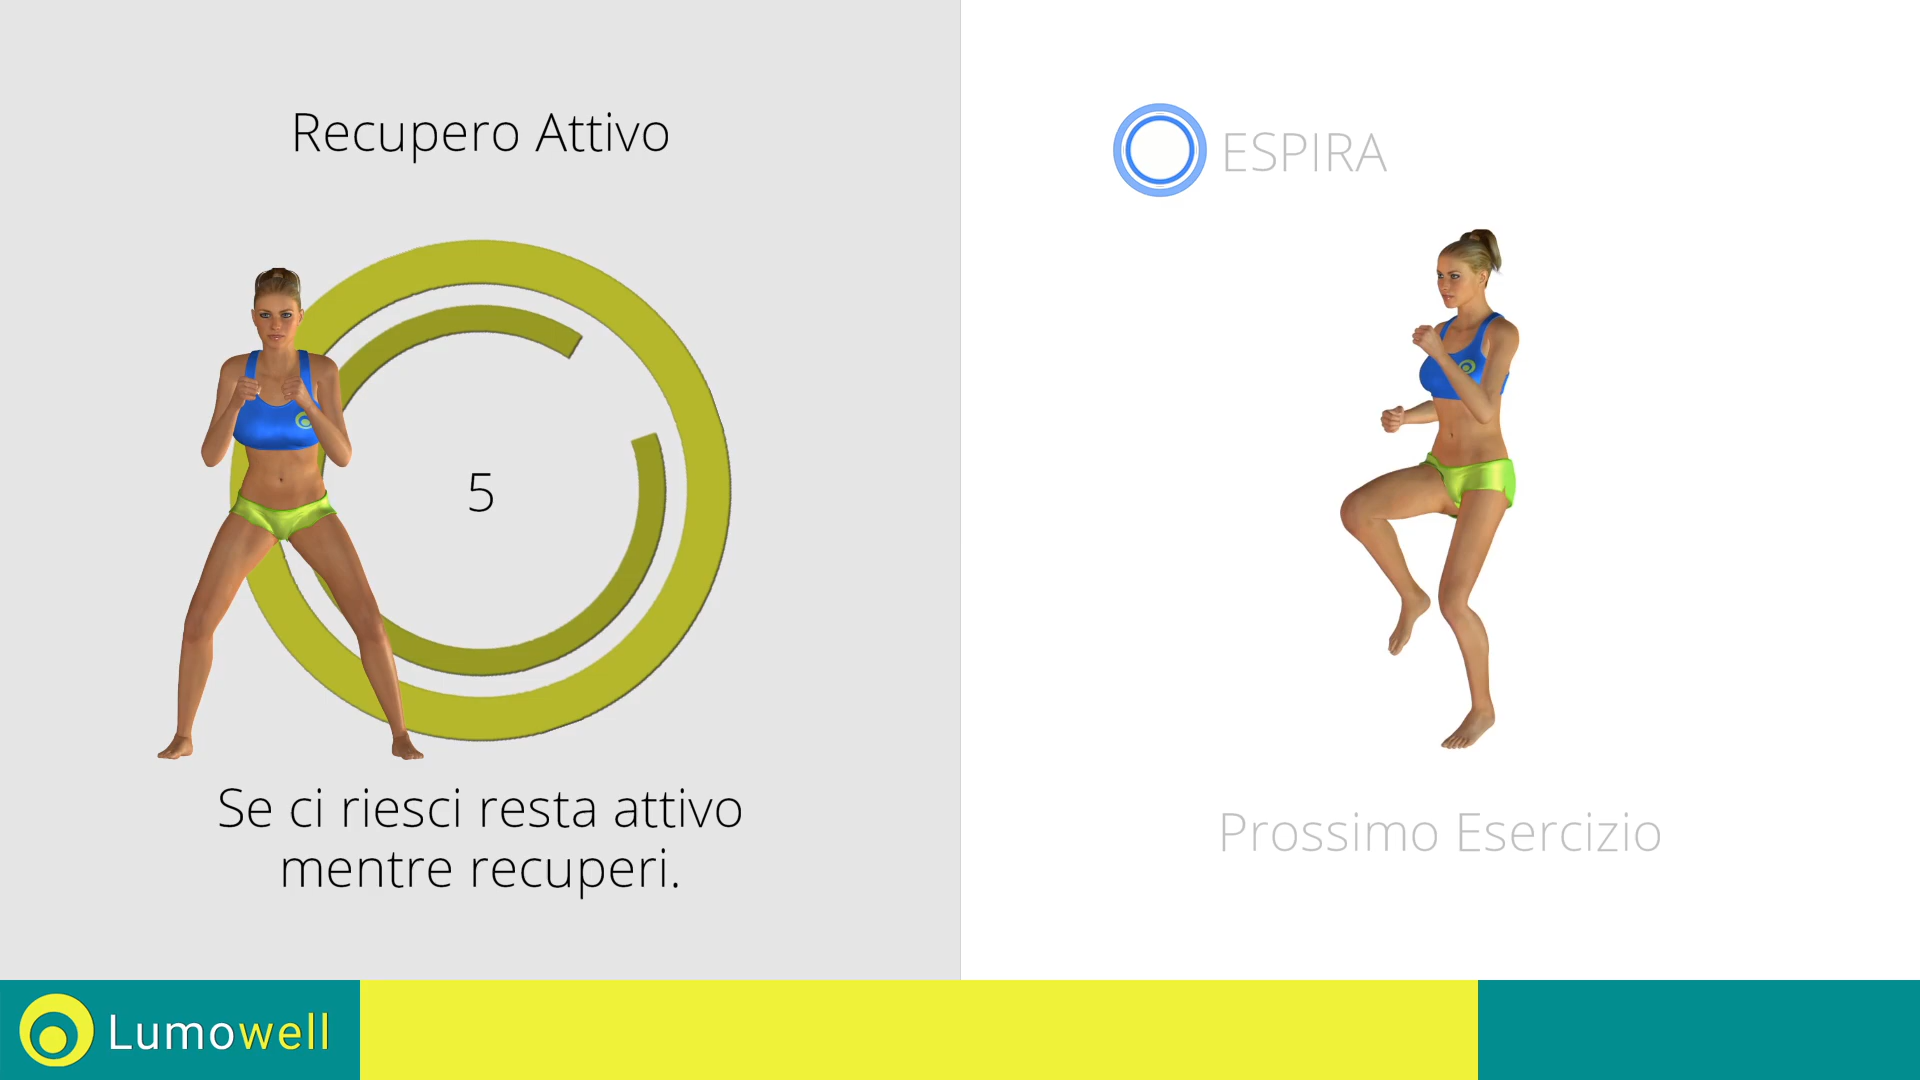 Recupero Attivo
5
Se ci riesci resta attivo
mentre recuperi.
ESPIRA
Prossimo Esercizio
Lumowell